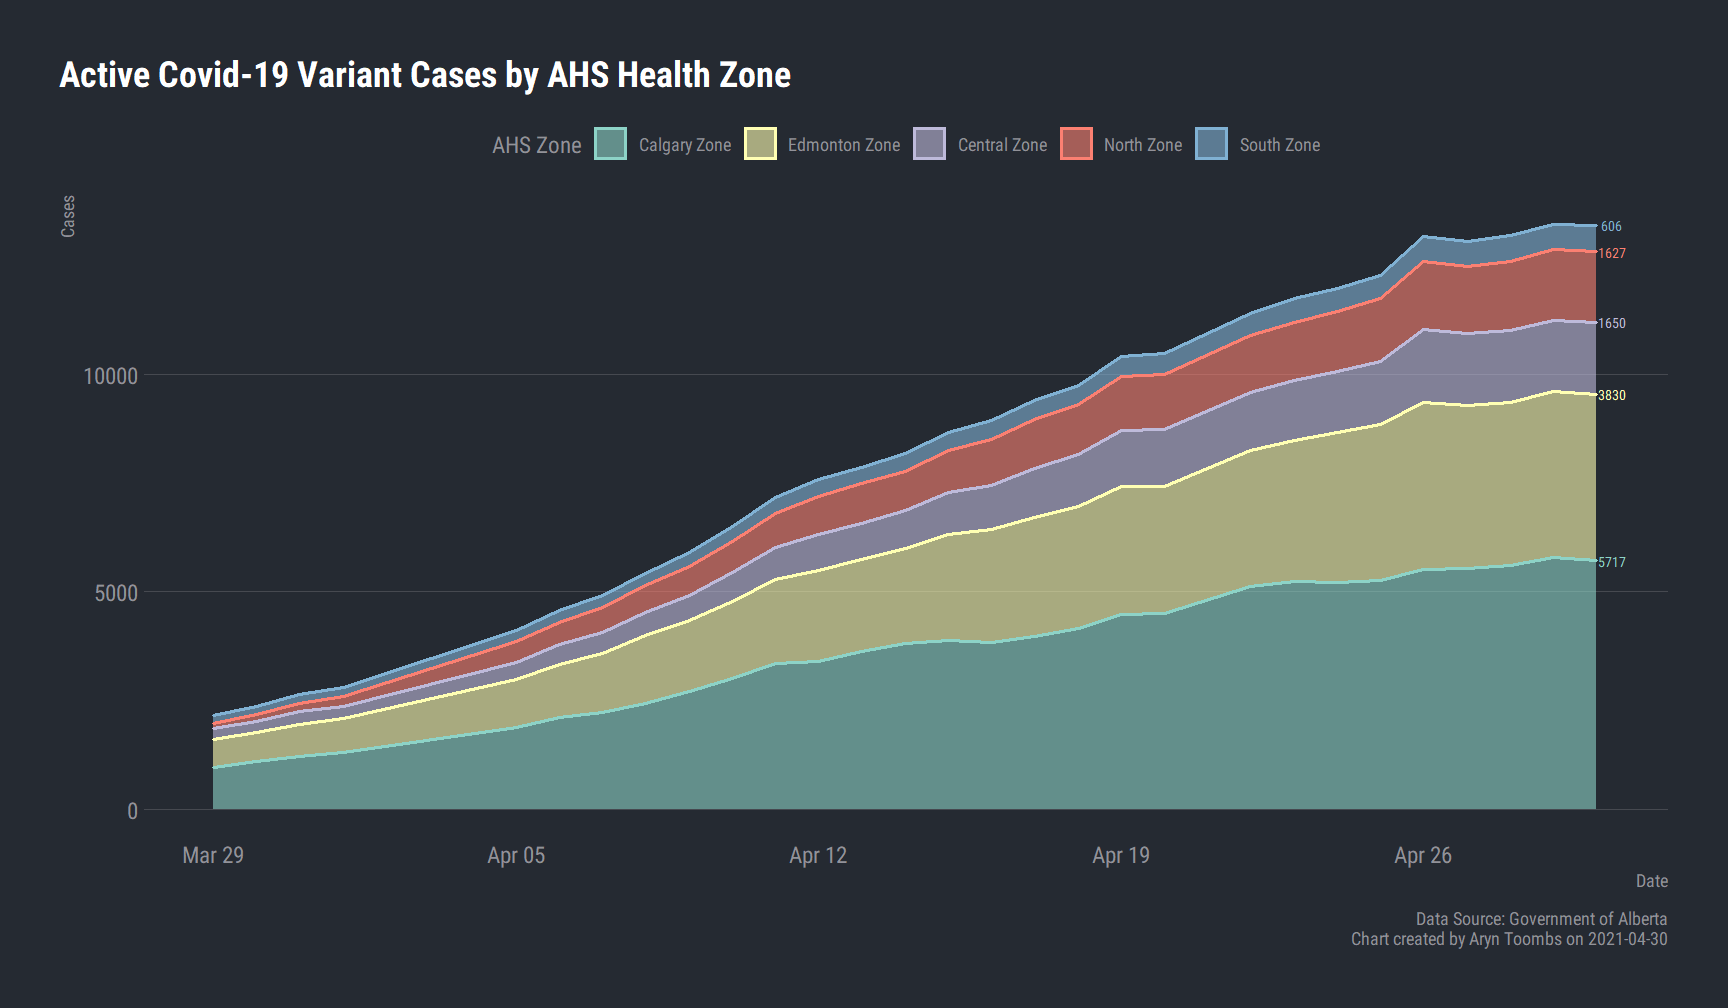 Active Covid-19 Variant Cases by AHS Health Zone
AHS Zone Calgary Zone Edmonton Zone Central Zone North Zone South Zone
Cases
606
1627
1650
10000
3830
5717
5000
0
Mar 29 Apr 05 Apr 12 Apr 19 Apr 26
Date
Data Source: Government of Alberta
Chart created by Aryn Toombs on 2021-04-30